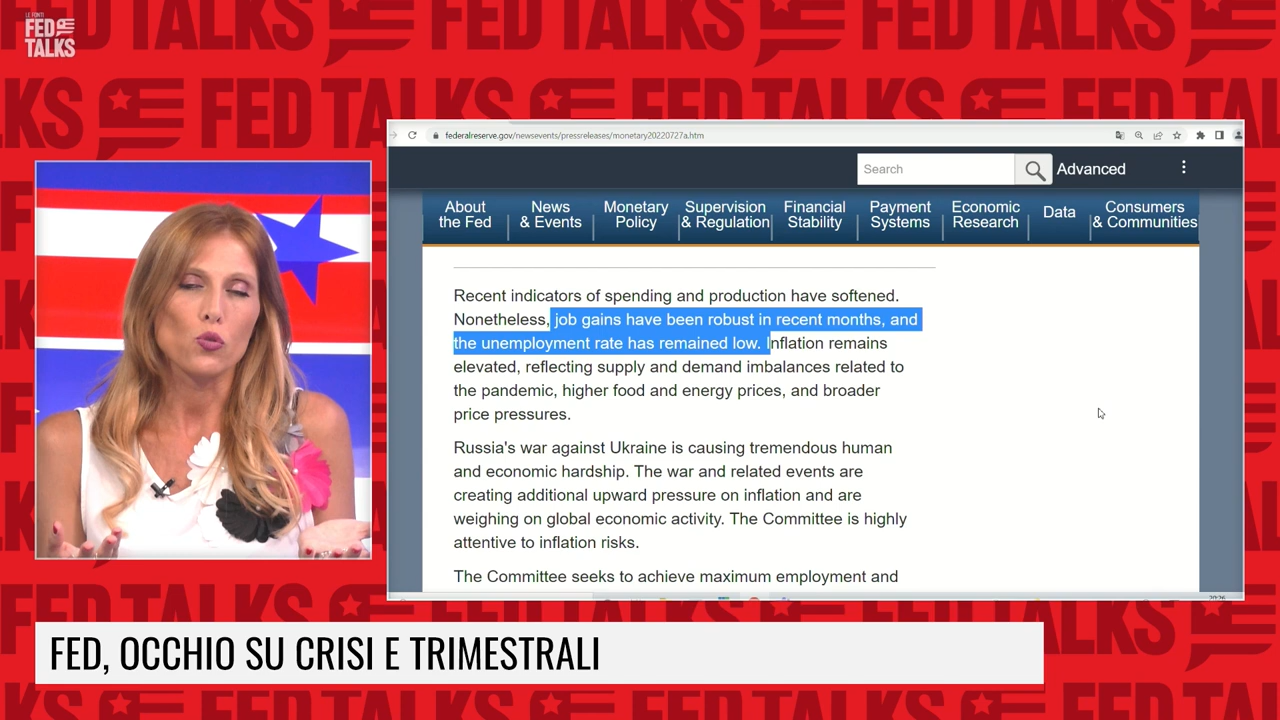 LE FONTI
FED
TALKS
federalreserve.gov/newsevents/pressreleases/monetary20220727a.htm
Search
Advanced
About
the Fed
News
& Events
Monetary
Policy
Supervision
& Regulation
Financial
Stability
Payment
Systems
Economic
Research
Data
Consumers
& Communities
Recent indicators of spending and production have softened.
Nonetheless, job gains have been robust in recent months, and
the unemployment rate has remained low. Inflation remains
elevated, reflecting supply and demand imbalances related to
the pandemic, higher food and energy prices, and broader
price pressures.
Russia's war against Ukraine is causing tremendous human
and economic hardship. The war and related events are
creating additional upward pressure on inflation and are
weighing on global economic activity. The Committee is highly
attentive to inflation risks.
The Committee seeks to achieve maximum employment and
FED, OCCHIO SU CRISI E TRIMESTRALI
FED TALKS